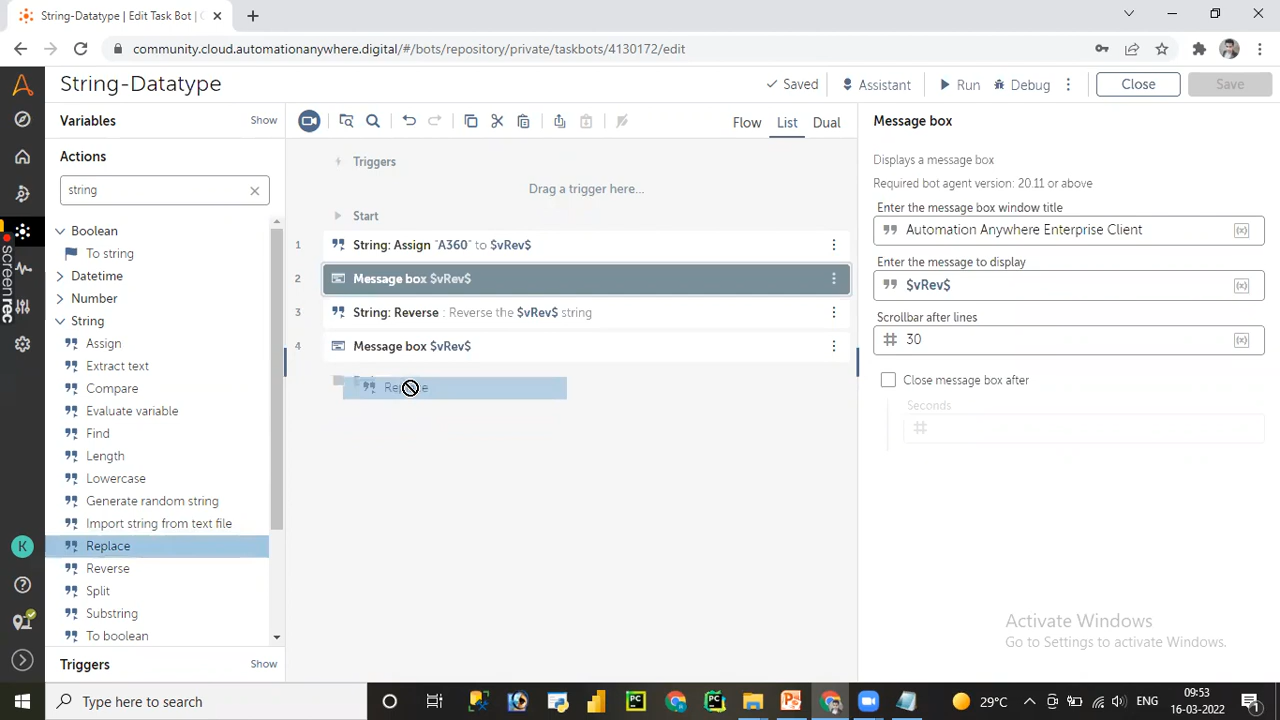 String-Datatype | Edit Task Bot |
community.cloud.automationanywhere.digital/#/bots/repository/private/taskbots/4130172/edit
String-Datatype
Saved
Assistant
Run
Debug
Close
Save
Variables
Show
Actions
string
Boolean
To string
Datetime
Number
String
Assign
Extract text
Compare
Evaluate variable
Find
Length
Lowercase
Generate random string
Import string from text file
Replace
Reverse
Split
Substring
To boolean
Triggers
Show
Flow
List
Dual
Triggers
Drag a trigger here...
Start
1 String: Assign "A360" to $vRev$
2 Message box $vRev$
3 String: Reverse : Reverse the $vRev$ string
4 Message box $vRev$
Replace
Message box
Displays a message box
Required bot agent version: 20.11 or above
Enter the message box window title
Automation Anywhere Enterprise Client
Enter the message to display
$vRev$
Scrollbar after lines
30
Close message box after
Seconds
Activate Windows
Go to Settings to activate Windows.
screenrec
K
Type here to search
29°C
ENG
09:53
16-03-2022
1